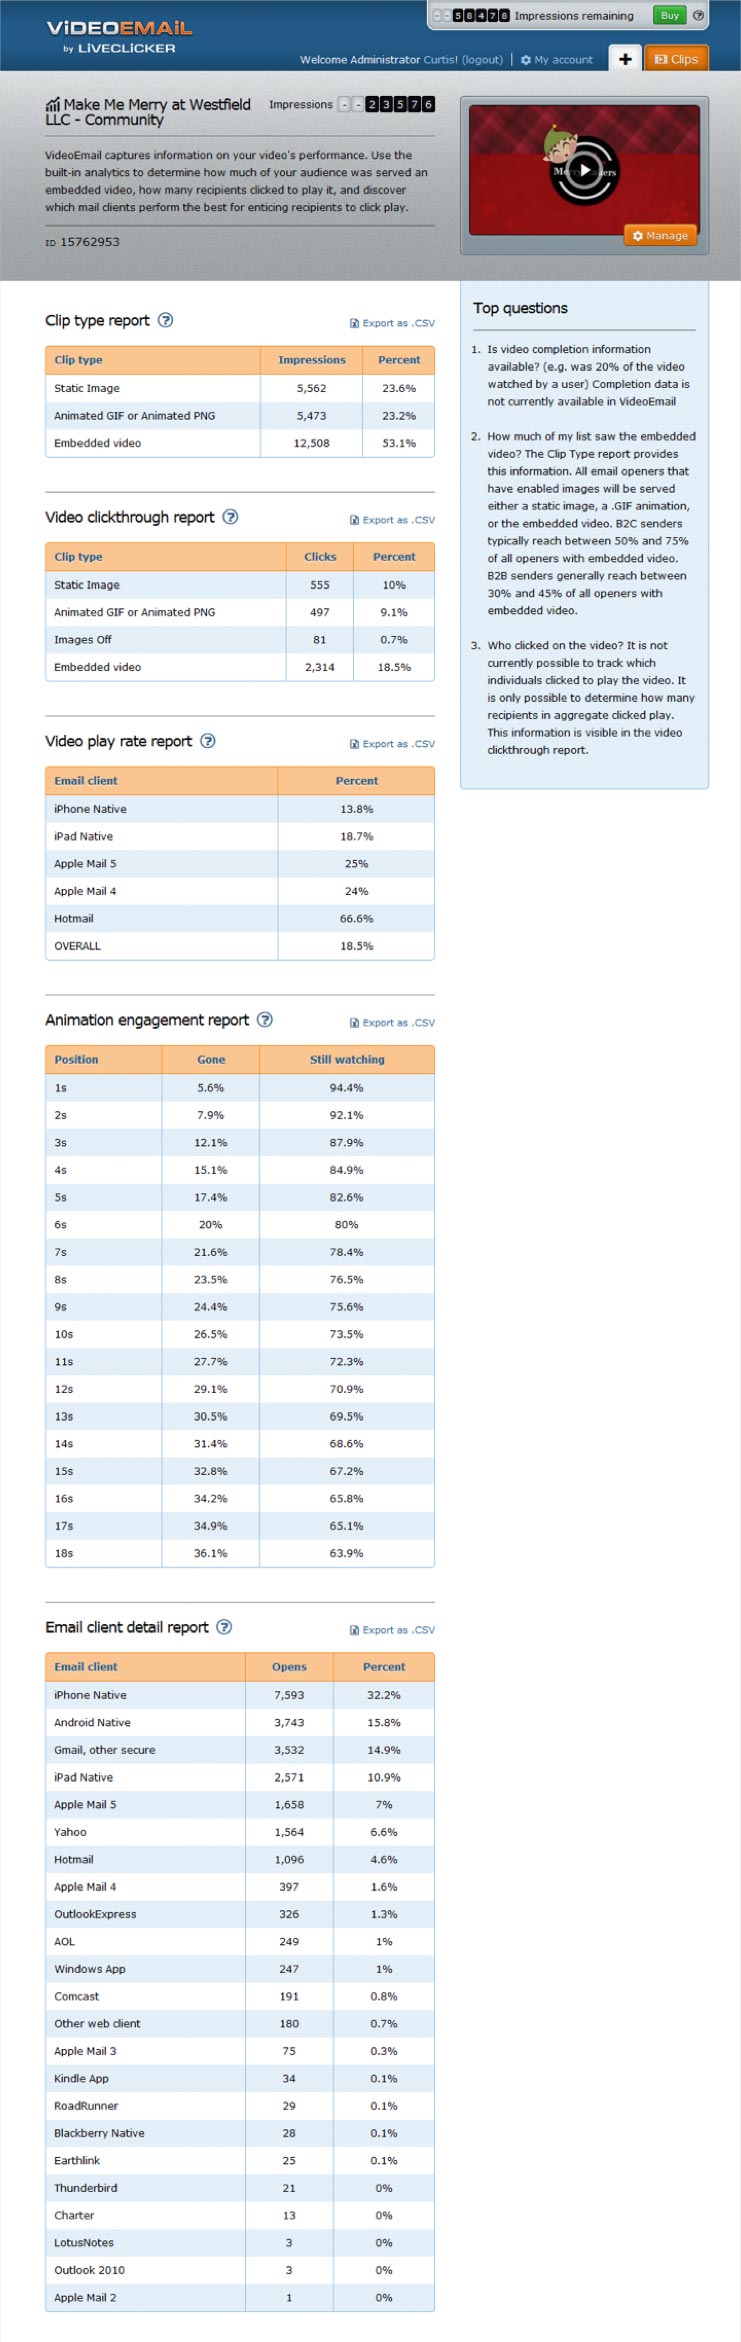 ViDEOEMAiL
by LiVECLiCKER
- - 5 8 4 7 8 Impressions remaining Buy ?
Welcome Administrator Curtis! (logout) | My account + Clips
Make Me Merry at Westfield
LLC - Community
Impressions - - 2 3 5 7 6
VideoEmail captures information on your video's performance. Use the
built-in analytics to determine how much of your audience was served an
embedded video, how many recipients clicked to play it, and discover
which mail clients perform the best for enticing recipients to click play.
ID 15762953
Manage
Clip type report ? Export as .CSV
Clip type Impressions Percent
Static Image 5,562 23.6%
Animated GIF or Animated PNG 5,473 23.2%
Embedded video 12,508 53.1%
Video clickthrough report ? Export as .CSV
Clip type Clicks Percent
Static Image 555 10%
Animated GIF or Animated PNG 497 9.1%
Images Off 81 0.7%
Embedded video 2,314 18.5%
Video play rate report ? Export as .CSV
Email client Percent
iPhone Native 13.8%
iPad Native 18.7%
Apple Mail 5 25%
Apple Mail 4 24%
Hotmail 66.6%
OVERALL 18.5%
Animation engagement report ? Export as .CSV
Position Gone Still watching
1s 5.6% 94.4%
2s 7.9% 92.1%
3s 12.1% 87.9%
4s 15.1% 84.9%
5s 17.4% 82.6%
6s 20% 80%
7s 21.6% 78.4%
8s 23.5% 76.5%
9s 24.4% 75.6%
10s 26.5% 73.5%
11s 27.7% 72.3%
12s 29.1% 70.9%
13s 30.5% 69.5%
14s 31.4% 68.6%
15s 32.8% 67.2%
16s 34.2% 65.8%
17s 34.9% 65.1%
18s 36.1% 63.9%
Email client detail report ? Export as .CSV
Email client Opens Percent
iPhone Native 7,593 32.2%
Android Native 3,743 15.8%
Gmail, other secure 3,532 14.9%
iPad Native 2,571 10.9%
Apple Mail 5 1,658 7%
Yahoo 1,564 6.6%
Hotmail 1,096 4.6%
Apple Mail 4 397 1.6%
OutlookExpress 326 1.3%
AOL 249 1%
Windows App 247 1%
Comcast 191 0.8%
Other web client 180 0.7%
Apple Mail 3 75 0.3%
Kindle App 34 0.1%
RoadRunner 29 0.1%
Blackberry Native 28 0.1%
Earthlink 25 0.1%
Thunderbird 21 0%
Charter 13 0%
LotusNotes 3 0%
Outlook 2010 3 0%
Apple Mail 2 1 0%
Top questions
1. Is video completion information
available? (e.g. was 20% of the video
watched by a user) Completion data is
not currently available in VideoEmail
2. How much of my list saw the embedded
video? The Clip Type report provides
this information. All email openers that
have enabled images will be served
either a static image, a .GIF animation,
or the embedded video. B2C senders
typically reach between 50% and 75%
of all openers with embedded video.
B2B senders generally reach between
30% and 45% of all openers with
embedded video.
3. Who clicked on the video? It is not
currently possible to track which
individuals clicked to play the video. It
is only possible to determine how many
recipients in aggregate clicked play.
This information is visible in the video
clickthrough report.